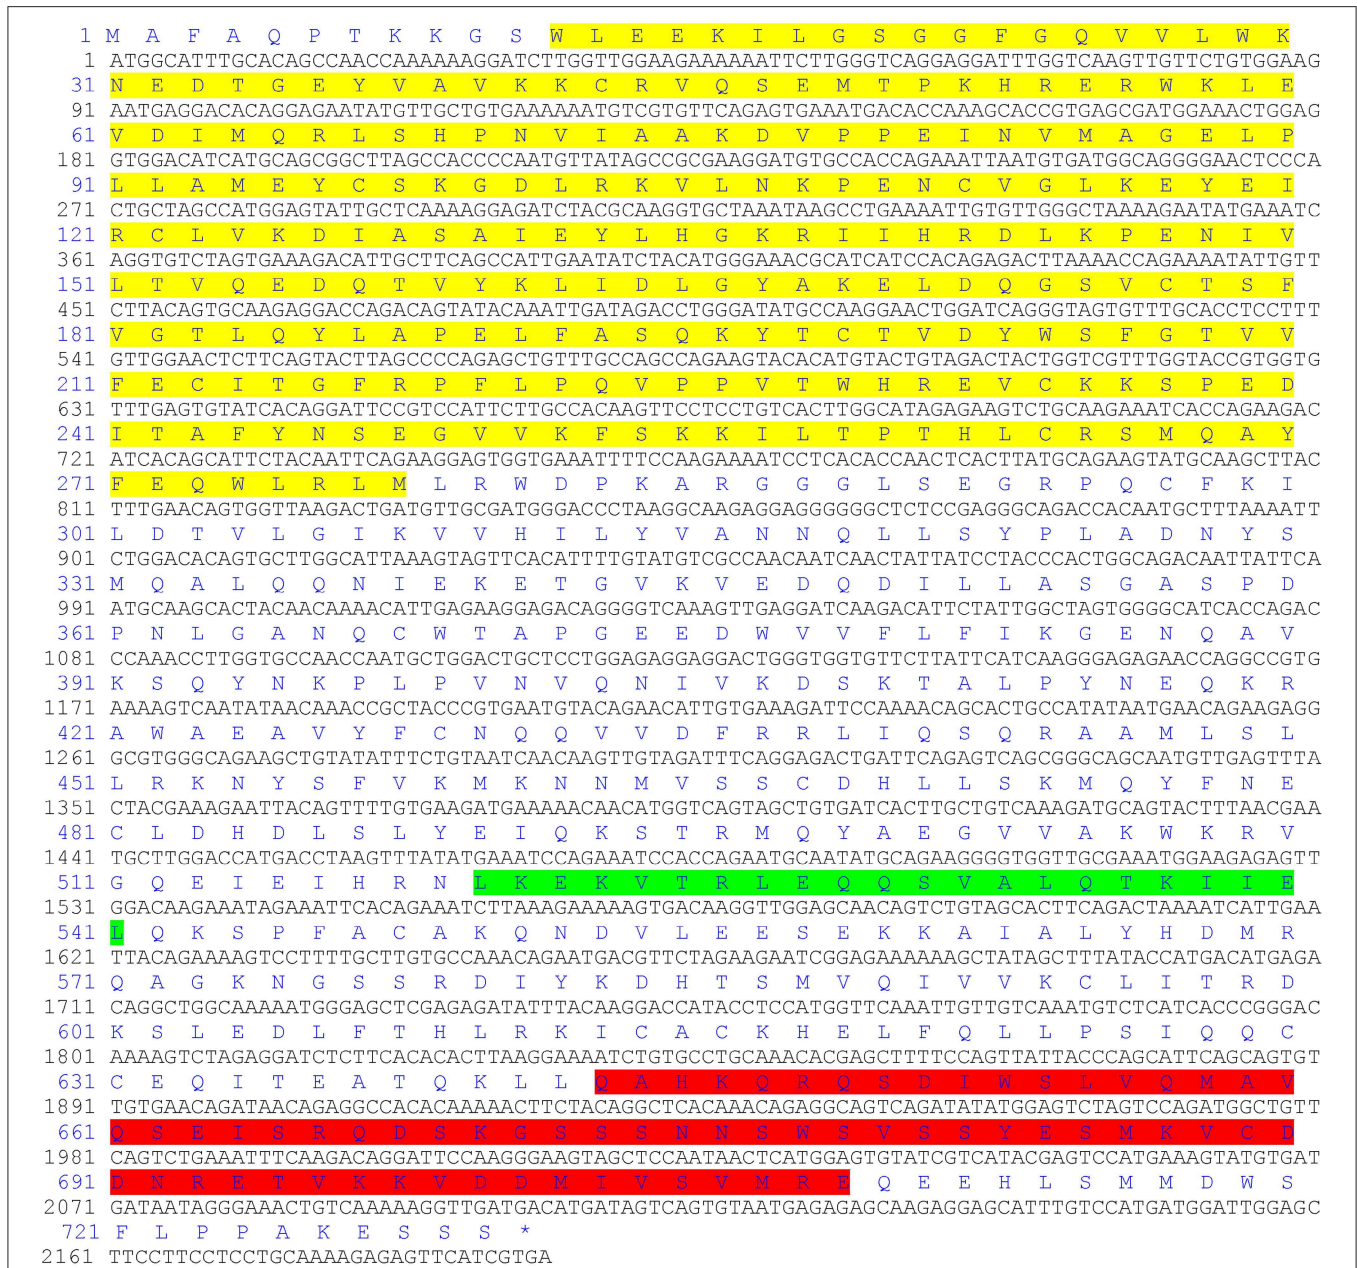 1 M A F A Q P T K K G S W L E E K I L G S G G F G Q V V L W K
1 ATGGCATTTGCACAGCCAACCAAAAAAGGATCTTGGTTGGAAGAAAAAATTCTTGGGTCAGGAGGATTTGGTCAAGTTGTTCTGTGGAAG
31 N E D T G E Y V A V K K C R V Q S E M T P K H R E R W K L E
91 AATGAGGACACAGGAGAATATGTTGCTGTGAAAAAATGTCGTGTTCAGAGTGAAATGACACCAAAGCACCGTGAGCGATGGAAACTGGAG
61 V D I M Q R L S H P N V I A A K D V P P E I N V M A G E L P
181 GTGGACATCATGCAGCGGCTTAGCCACCCCAATGTTATAGCCGCGAAGGATGTGCCACCAGAAATTAATGTGATGGCAGGGGAACTCCCA
91 L L A M E Y C S K G D L R K V L N K P E N C V G L K E Y E I
271 CTGCTAGCCATGGAGTATTGCTCAAAAGGAGATCTACGCAAGGTGCTAAATAAGCCTGAAAATTGTGTTGGGCTAAAAGAATATGAAATC
121 R C L V K D I A S A I E Y L H G K R I I H R D L K P E N I V
361 AGGTGTCTAGTGAAAGACATTGCTTCAGCCATTGAATATCTACATGGGAAACGCATCATCCACAGAGACTTAAAACCAGAAAATATTGTT
151 L T V Q E D Q T V Y K L I D L G Y A K E L D Q G S V C T S F
451 CTTACAGTGCAAGAGGACCAGACAGTATACAAATTGATAGACCTGGGATATGCCAAGGAACTGGATCAGGGTAGTGTTTGCACCTCCTTT
181 V G T L Q Y L A P E L F A S Q K Y T C T V D Y W S F G T V V
541 GTTGGAACTCTTCAGTACTTAGCCCCAGAGCTGTTTGCCAGCCAGAAGTACACATGTACTGTAGACTACTGGTCGTTTGGTACCGTGGTG
211 F E C I T G F R P F L P Q V P P V T W H R E V C K K S P E D
631 TTTGAGTGTATCACAGGATTCCGTCCATTCTTGCCACAAGTTCCTCCTGTCACTTGGCATAGAGAAGTCTGCAAGAAATCACCAGAAGAC
241 I T A F Y N S E G V V K F S K K I L T P T H L C R S M Q A Y
721 ATCACAGCATTCTACAATTCAGAAGGAGTGGTGAAATTTTCCAAGAAAATCCTCACACCAACTCACTTATGCAGAAGTATGCAAGCTTAC
271 F E Q W L R L M L R W D P K A R G G G L S E G R P Q C F K I
811 TTTGAACAGTGGTTAAGACTGATGTTGCGATGGGACCCTAAGGCAAGAGGAGGGGGGCTCTCCGAGGGCAGACCACAATGCTTTAAAATT
301 L D T V L G I K V V H I L Y V A N N Q L L S Y P L A D N Y S
901 CTGGACACAGTGCTTGGCATTAAAGTAGTTCACATTTTGTATGTCGCCAACAATCAACTATTATCCTACCCACTGGCAGACAATTATTCA
331 M Q A L Q Q N I E K E T G V K V E D Q D I L L A S G A S P D
991 ATGCAAGCACTACAACAAAACATTGAGAAGGAGACAGGGGTCAAAGTTGAGGATCAAGACATTCTATTGGCTAGTGGGGCATCACCAGAC
361 P N L G A N Q C W T A P G E E D W V V F L F I K G E N Q A V
1081 CCAAACCTTGGTGCCAACCAATGCTGGACTGCTCCTGGAGAGGAGGACTGGGTGGTGTTCTTATTCATCAAGGGAGAGAACCAGGCCGTG
391 K S Q Y N K P L P V N V Q N I V K D S K T A L P Y N E Q K R
1171 AAAAGTCAATATAACAAACCGCTACCCGTGAATGTACAGAACATTGTGAAAGATTCCAAAACAGCACTGCCATATAATGAACAGAAGAGG
421 A W A E A V Y F C N Q Q V V D F R R L I Q S Q R A A M L S L
1261 GCGTGGGCAGAAGCTGTATATTTCTGTAATCAACAAGTTGTAGATTTCAGGAGACTGATTCAGAGTCAGCGGGCAGCAATGTTGAGTTTA
451 L R K N Y S F V K M K N N M V S S C D H L L S K M Q Y F N E
1351 CTACGAAAGAATTACAGTTTTGTGAAGATGAAAAACAACATGGTCAGTAGCTGTGATCACTTGCTGTCAAAGATGCAGTACTTTAACGAA
481 C L D H D L S L Y E I Q K S T R M Q Y A E G V V A K W K R V
1441 TGCTTGGACCATGACCTAAGTTTATATGAAATCCAGAAATCCACCAGAATGCAATATGCAGAAGGGGTGGTTGCGAAATGGAAGAGAGTT
511 G Q E I E I H R N L K E K V T R L E Q Q S V A L Q T K I I E
1531 GGACAAGAAATAGAAATTCACAGAAATCTTAAAGAAAAAGTGACAAGGTTGGAGCAACAGTCTGTAGCACTTCAGACTAAAATCATTGAA
541 L Q K S P F A C A K Q N D V L E E S E K K A I A L Y H D M R
1621 TTACAGAAAAGTCCTTTTGCTTGTGCCAAACAGAATGACGTTCTAGAAGAATCGGAGAAAAAAGCTATAGCTTTATACCATGACATGAGA
571 Q A G K N G S S R D I Y K D H T S M V Q I V V K C L I T R D
1711 CAGGCTGGCAAAAATGGGAGCTCGAGAGATATTTACAAGGACCATACCTCCATGGTTCAAATTGTTGTCAAATGTCTCATCACCCGGGAC
601 K S L E D L F T H L R K I C A C K H E L F Q L L P S I Q Q C
1801 AAAAGTCTAGAGGATCTCTTCACACACTTAAGGAAAATCTGTGCCTGCAAACACGAGCTTTTCCAGTTATTACCCAGCATTCAGCAGTGT
631 C E Q I T E A T Q K L L Q A H K Q R Q S D I W S L V Q M A V
1891 TGTGAACAGATAACAGAGGCCACACAAAAACTTCTACAGGCTCACAAACAGAGGCAGTCAGATATATGGAGTCTAGTCCAGATGGCTGTT
661 Q S E I S R Q D S K G S S S N N S W S V S S Y E S M K V C D
1981 CAGTCTGAAATTTCAAGACAGGATTCCAAGGGAAGTAGCTCCAATAACTCATGGAGTGTATCGTCATACGAGTCCATGAAAGTATGTGAT
691 D N R E T V K K V D D M I V S V M R E Q E E H L S M M D W S
2071 GATAATAGGGAAACTGTCAAAAAGGTTGATGACATGATAGTCAGTGTAATGAGAGAGCAAGAGGAGCATTTGTCCATGATGGATTGGAGC
721 F L P P A K E S S S *
2161 TTCCTTCCTCCTGCAAAAGAGAGTTCATCGTGA